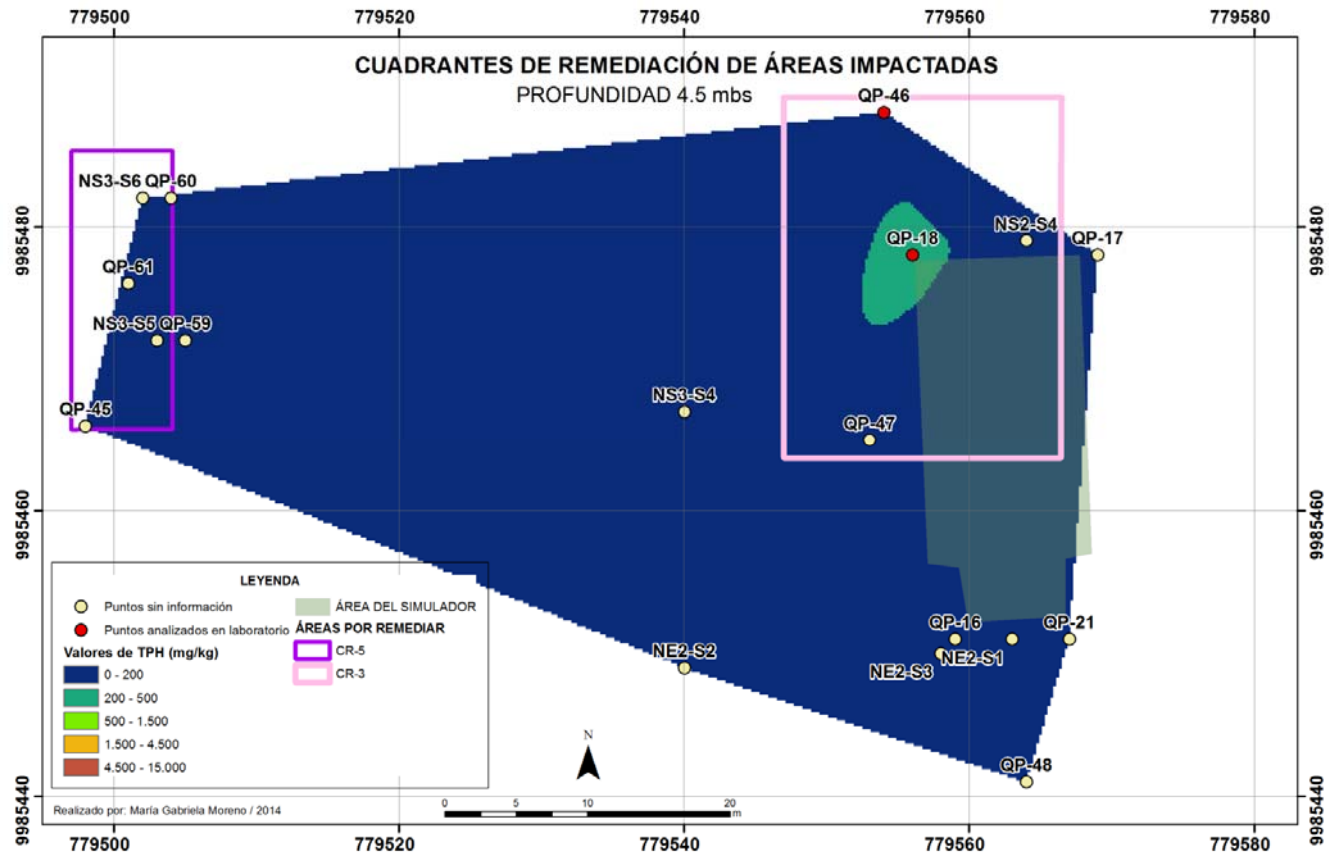 779500 779520 779540 779560 779580
CUADRANTES DE REMEDIACIÓN DE ÁREAS IMPACTADAS
PROFUNDIDAD 4.5 mbs
QP-46
NS3-S6 QP-60
9985480 9985480
NS2-S4
QP-18 QP-17
QP-61
NS3-S5 QP-59
QP-45
NS3-S4
QP-47
9985460 9985460
LEYENDA
Puntos sin información
Puntos analizados en laboratorio
Valores de TPH (mg/kg)
0 - 200
200 - 500
500 - 1.500
1.500 - 4.500
4.500 - 15.000
ÁREA DEL SIMULADOR
ÁREAS POR REMEDIAR
CR-5
CR-3
QP-16 QP-21
NE2-S2
NE2-S3 NE2-S1
QP-48
N
9985440 9985440
Realizado por: María Gabriela Moreno / 2014
0 5 10 20
m
779500 779520 779540 779560 779580